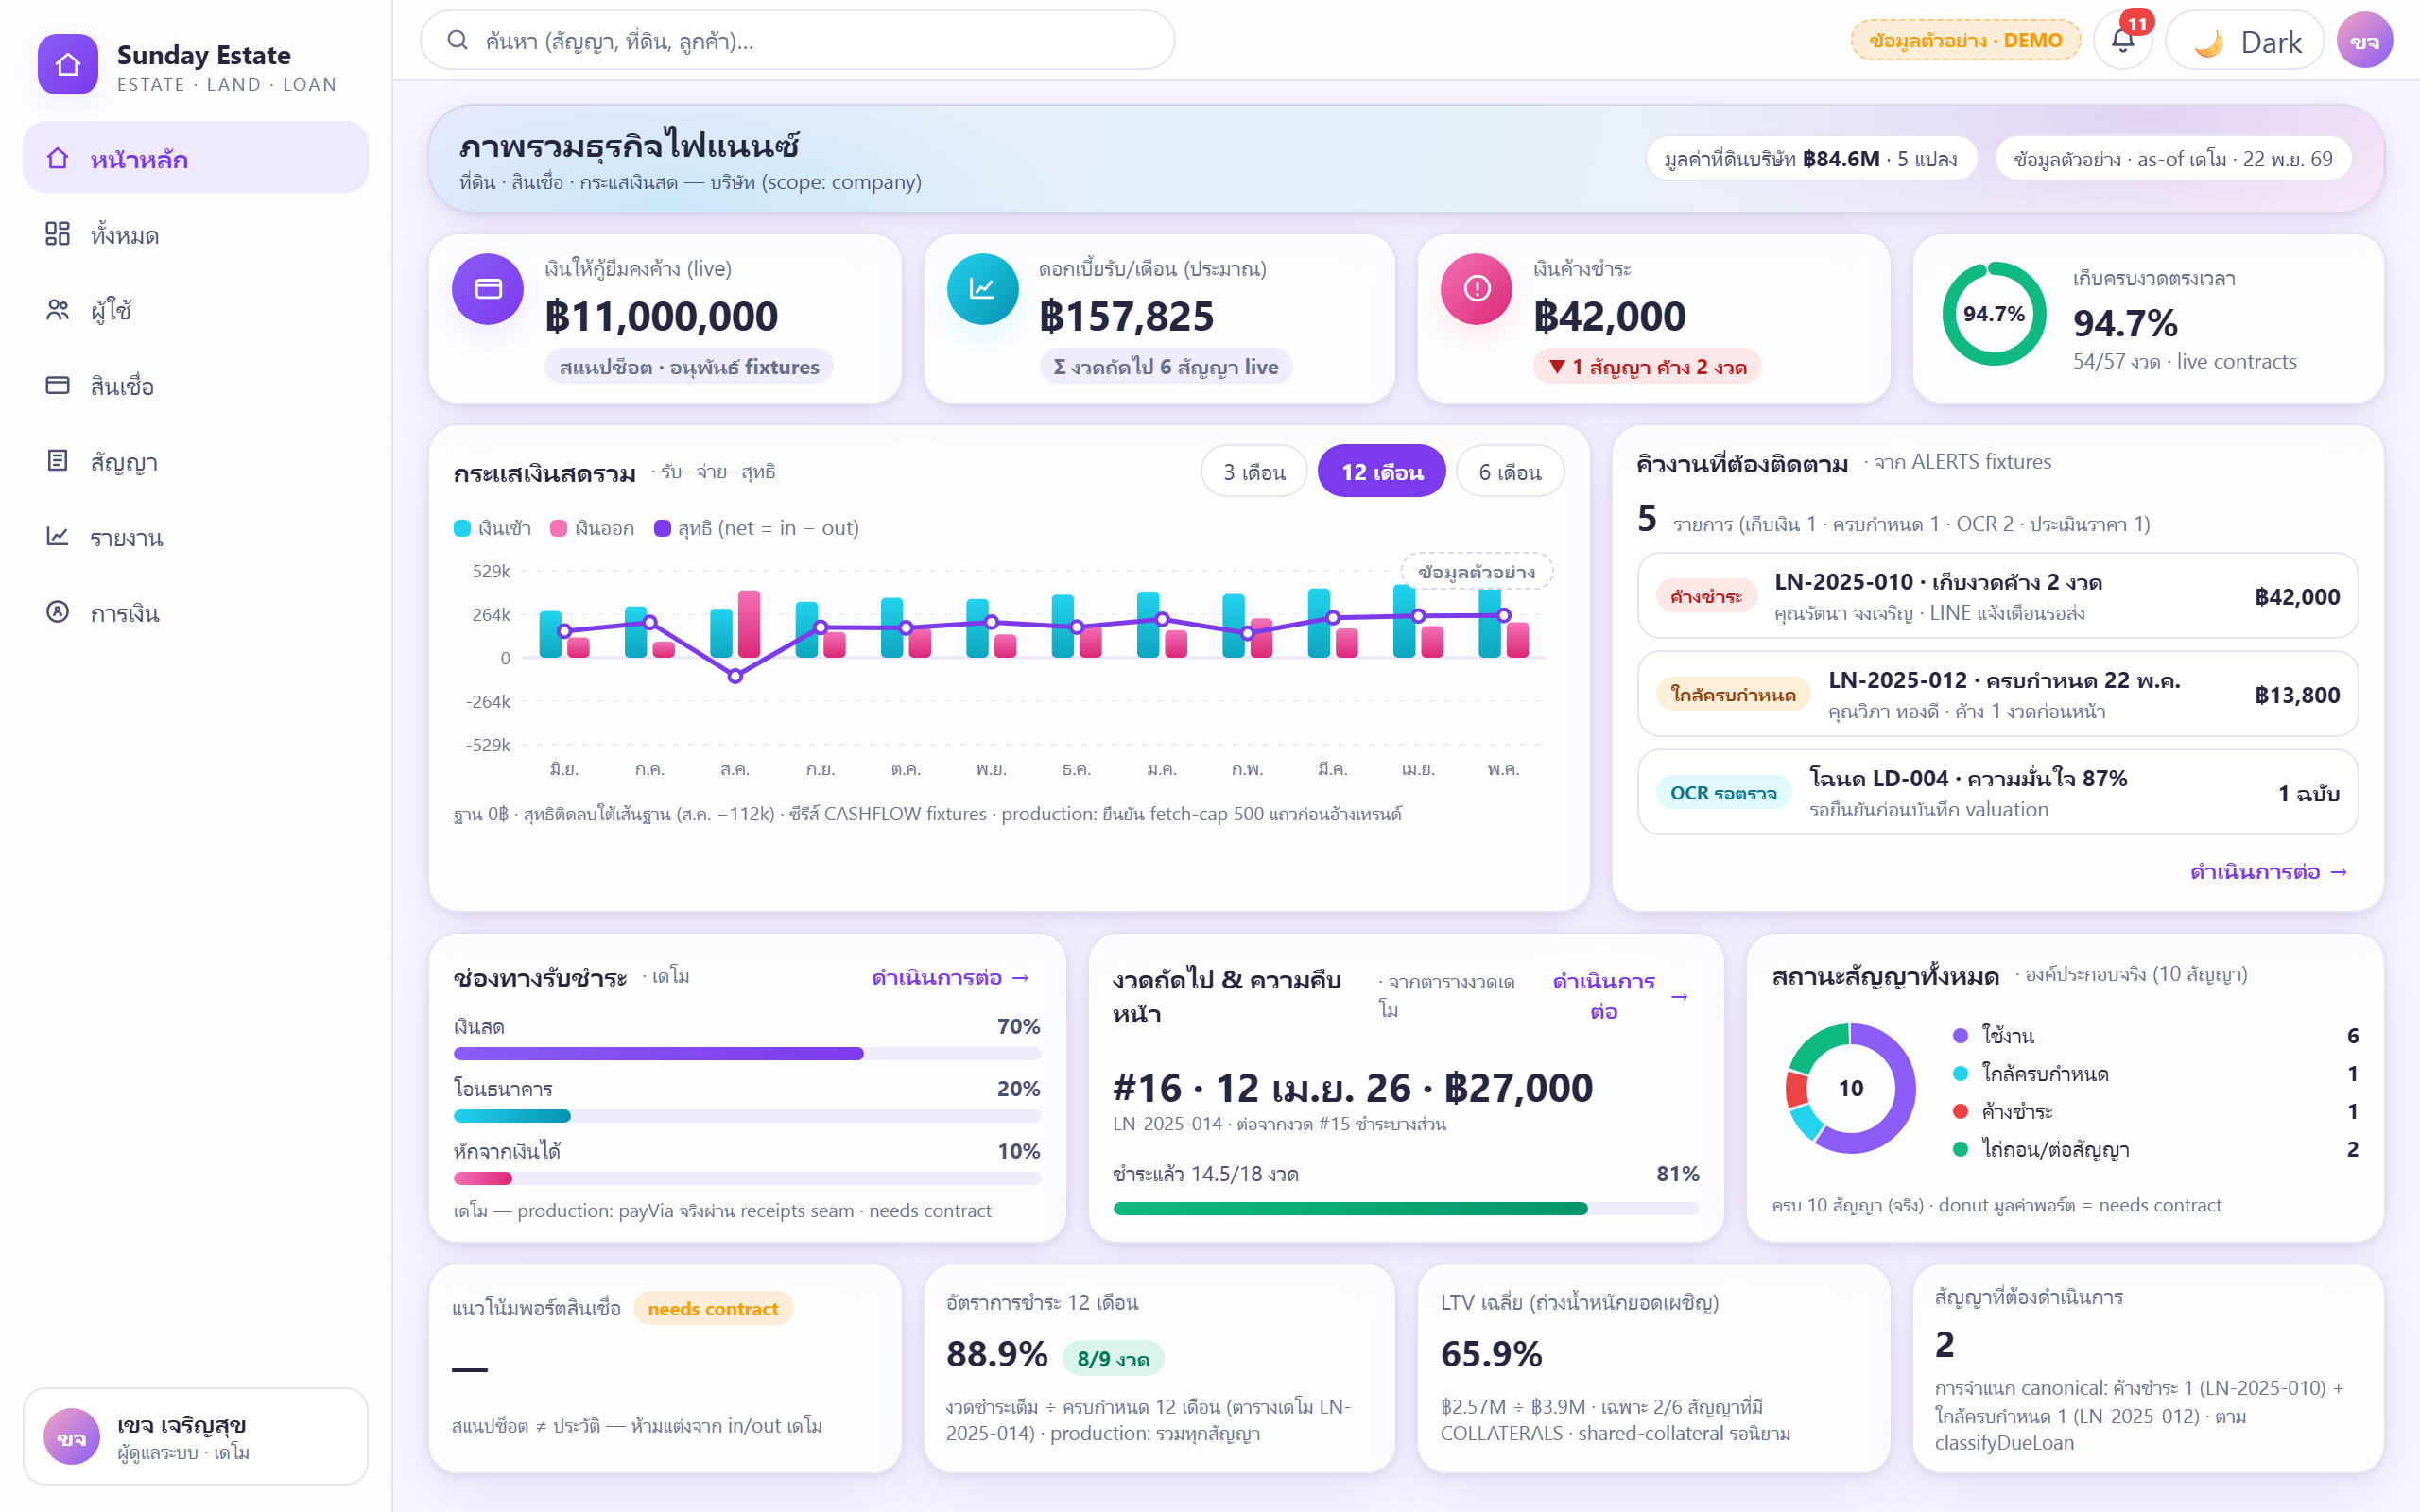 Sunday Estate
ESTATE · LAND · LOAN
หน้าหลัก
ทั้งหมด
ผู้ใช้
สินเชื่อ
สัญญา
รายงาน
การเงิน
ขจ
เขจ เจริญสุข
ผู้ดูแลระบบ · เดโม
ค้นหา (สัญญา, ที่ดิน, ลูกค้า)...
ข้อมูลตัวอย่าง · DEMO
11
Dark
ขจ
ภาพรวมธุรกิจไฟแนนซ์
ที่ดิน · สินเชื่อ · กระแสเงินสด — บริษัท (scope: company)
มูลค่าที่ดินบริษัท ฿84.6M · 5 แปลง
ข้อมูลตัวอย่าง · as-of เดโม · 22 พ.ย. 69
เงินให้กู้ยืมคงค้าง (live)
฿11,000,000
สแนปช็อต · อนุพันธ์ fixtures
ดอกเบี้ยรับ/เดือน (ประมาณ)
฿157,825
Σ งวดถัดไป 6 สัญญา live
เงินค้างชำระ
฿42,000
▼ 1 สัญญา ค้าง 2 งวด
94.7%
เก็บครบงวดตรงเวลา
94.7%
54/57 งวด · live contracts
กระแสเงินสดรวม · รับ–จ่าย–สุทธิ
3 เดือน
12 เดือน
6 เดือน
เงินเข้า
เงินออก
สุทธิ (net = in − out)
ข้อมูลตัวอย่าง
529k
264k
0
-264k
-529k
มิ.ย. ก.ค. ส.ค. ก.ย. ต.ค. พ.ย. ธ.ค. ม.ค. ก.พ. มี.ค. เม.ย. พ.ค.
ฐาน 0฿ · สุทธิติดลบใต้เส้นฐาน (ส.ค. −112k) · ซีรีส์ CASHFLOW fixtures · production: ยืนยัน fetch-cap 500 แถวก่อนอ้างเทรนด์
คิวงานที่ต้องติดตาม · จาก ALERTS fixtures
5 รายการ (เก็บเงิน 1 · ครบกำหนด 1 · OCR 2 · ประเมินราคา 1)
ค้างชำระ
LN-2025-010 · เก็บงวดค้าง 2 งวด
คุณรัตนา จงเจริญ · LINE แจ้งเตือนรอส่ง
฿42,000
ใกล้ครบกำหนด
LN-2025-012 · ครบกำหนด 22 พ.ค.
คุณวิภา ทองดี · ค้าง 1 งวดก่อนหน้า
฿13,800
OCR รอตรวจ
โฉนด LD-004 · ความมั่นใจ 87%
รอยืนยันก่อนบันทึก valuation
1 ฉบับ
ดำเนินการต่อ →
ช่องทางรับชำระ · เดโม
ดำเนินการต่อ →
เงินสด 70%
โอนธนาคาร 20%
หักจากเงินได้ 10%
เดโม — production: payVia จริงผ่าน receipts seam · needs contract
งวดถัดไป & ความคืบ
หน้า
· จากตารางงวดเด
โม
ดำเนินการ
ต่อ →
#16 · 12 เม.ย. 26 · ฿27,000
LN-2025-014 · ต่อจากงวด #15 ชำระบางส่วน
ชำระแล้ว 14.5/18 งวด 81%
สถานะสัญญาทั้งหมด · องค์ประกอบจริง (10 สัญญา)
10
ใช้งาน 6
ใกล้ครบกำหนด 1
ค้างชำระ 1
ไถ่ถอน/ต่อสัญญา 2
ครบ 10 สัญญา (จริง) · donut มูลค่าพอร์ต = needs contract
แนวโน้มพอร์ตสินเชื่อ needs contract
—
สแนปช็อต ≠ ประวัติ — ห้ามแต่งจาก in/out เดโม
อัตราการชำระ 12 เดือน
88.9% 8/9 งวด
งวดชำระเต็ม ÷ ครบกำหนด 12 เดือน (ตารางเดโม LN-
2025-014) · production: รวมทุกสัญญา
LTV เฉลี่ย (ถ่วงน้ำหนักยอดเผชิญ)
65.9%
฿2.57M ÷ ฿3.9M · เฉพาะ 2/6 สัญญาที่มี
COLLATERALS · shared-collateral รอนิยาม
สัญญาที่ต้องดำเนินการ
2
การจำแนก canonical: ค้างชำระ 1 (LN-2025-010) +
ใกล้ครบกำหนด 1 (LN-2025-012) · ตาม
classifyDueLoan